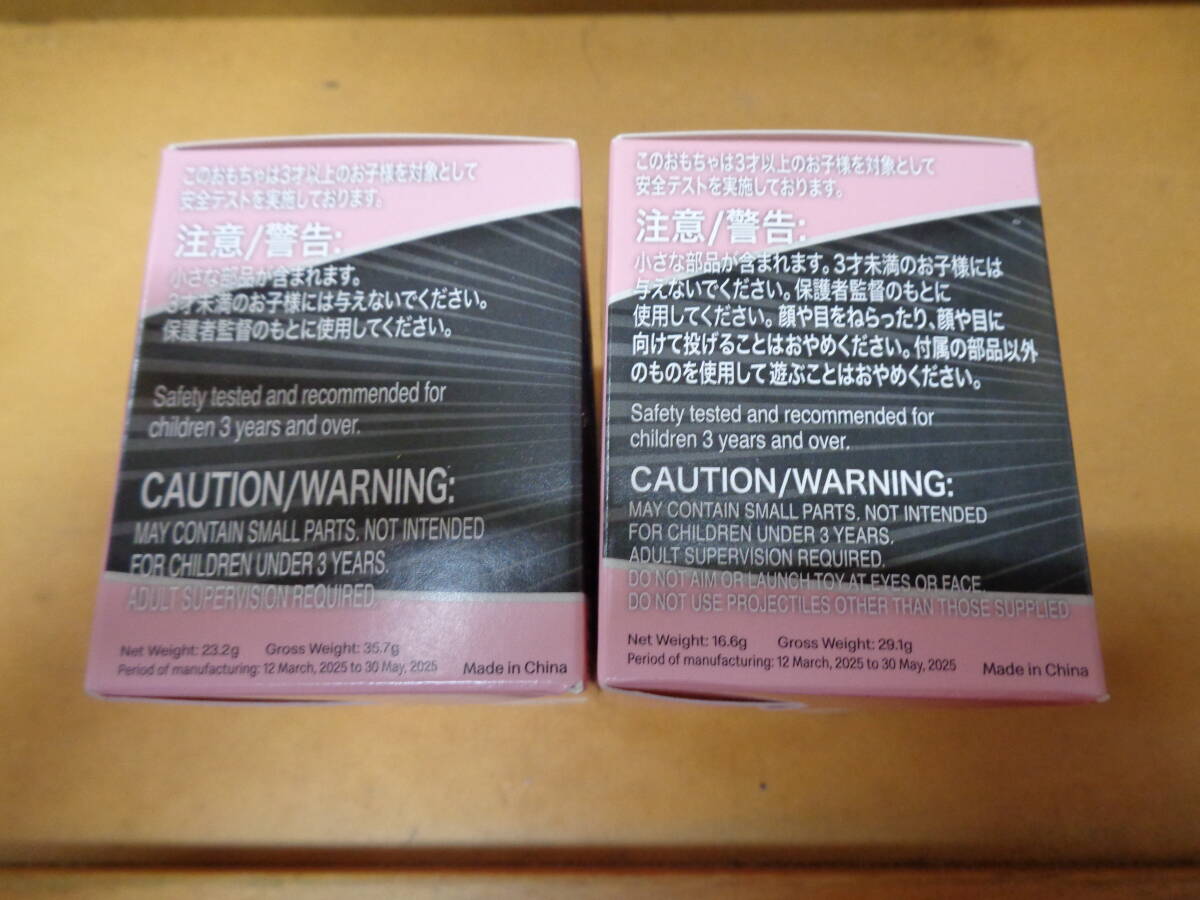 このおもちゃは3才以上のお子様を対象として
安全テストを実施しております。
注意/警告:
小さな部品が含まれます。
3才未満のお子様には与えないでください。
保護者監督のもとに使用してください。
Safety tested and recommended for
children 3 years and over.
CAUTION/WARNING:
MAY CONTAIN SMALL PARTS. NOT INTENDED
FOR CHILDREN UNDER 3 YEARS.
ADULT SUPERVISION REQUIRED.
Net Weight: 23.2g Gross Weight: 35.7g
Period of manufacturing: 12 March, 2025 to 30 May, 2025
Made in China
このおもちゃは3才以上のお子様を対象として
安全テストを実施しております。
注意/警告:
小さな部品が含まれます。3才未満のお子様には
与えないでください。保護者監督のもとに
使用してください。顔や目をねらったり、顔や目に
向けて投げることはおやめください。付属の部品以外
のものを使用して遊ぶことはおやめください。
Safety tested and recommended for
children 3 years and over.
CAUTION/WARNING:
MAY CONTAIN SMALL PARTS. NOT INTENDED
FOR CHILDREN UNDER 3 YEARS.
ADULT SUPERVISION REQUIRED.
DO NOT AIM OR LAUNCH TOY AT EYES OR FACE.
DO NOT USE PROJECTILES OTHER THAN THOSE SUPPLIED
Net Weight: 16.6g Gross Weight: 29.1g
Period of manufacturing: 12 March, 2025 to 30 May, 2025
Made in China